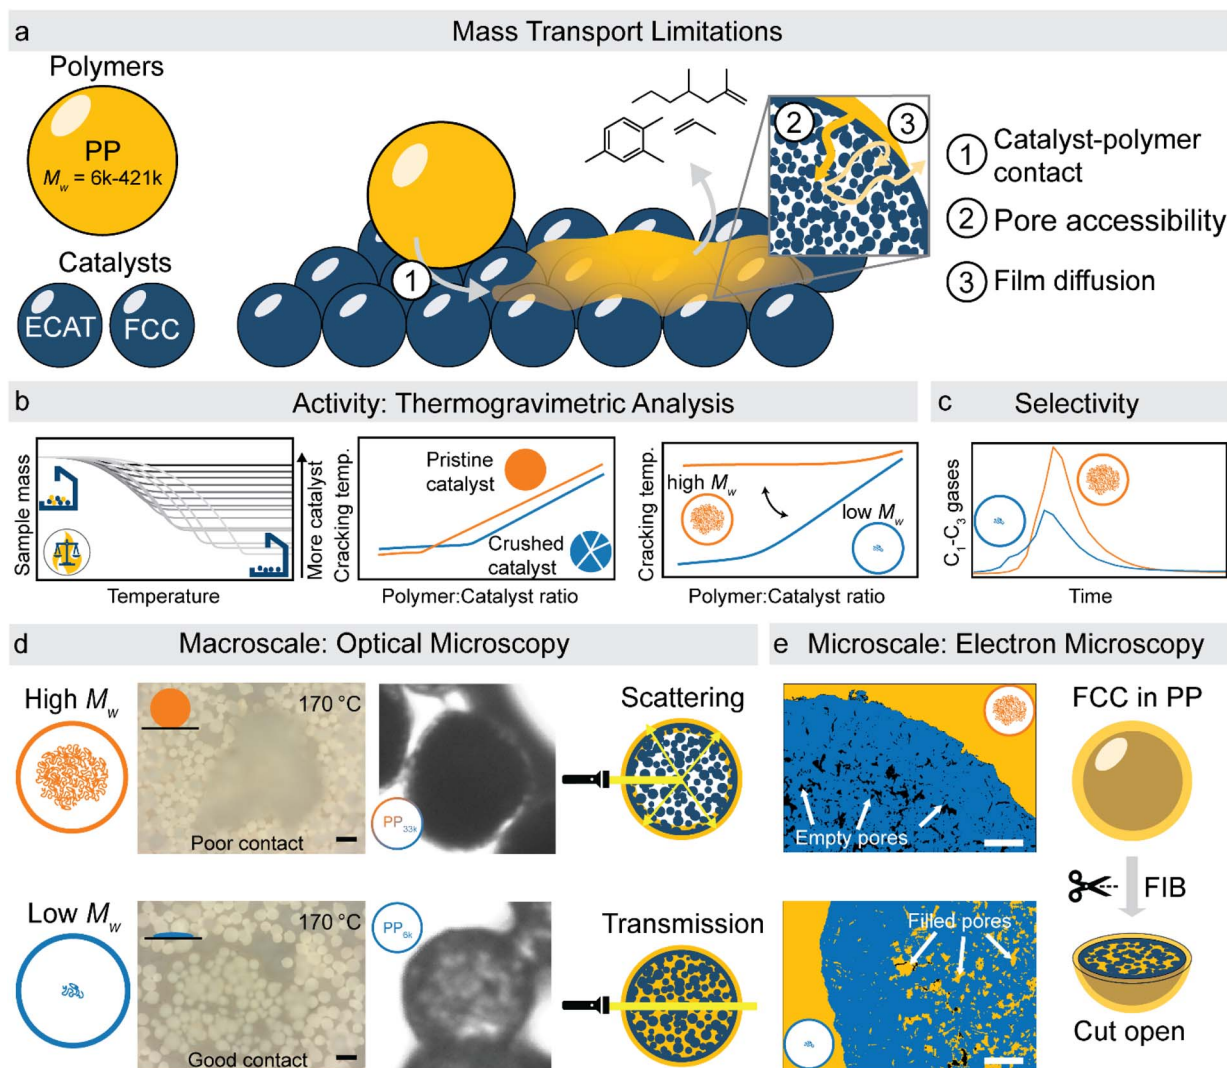 a
Mass Transport Limitations
Polymers
PP
Mw = 6k-421k
Catalysts
ECAT
FCC
1
2
3
1 Catalyst-polymer
contact
2 Pore accessibility
3 Film diffusion
b
Activity: Thermogravimetric Analysis
Sample mass
Temperature
More catalyst
Cracking temp.
Pristine
catalyst
Crushed
catalyst
Polymer:Catalyst ratio
Cracking temp.
high Mw
low Mw
Polymer:Catalyst ratio
c
Selectivity
C1-C3 gases
Time
d
Macroscale: Optical Microscopy
High Mw
170 °C
Poor contact
PP33k
Scattering
Low Mw
170 °C
Good contact
PP6k
Transmission
e
Microscale: Electron Microscopy
Empty pores
FCC in PP
FIB
Filled pores
Cut open